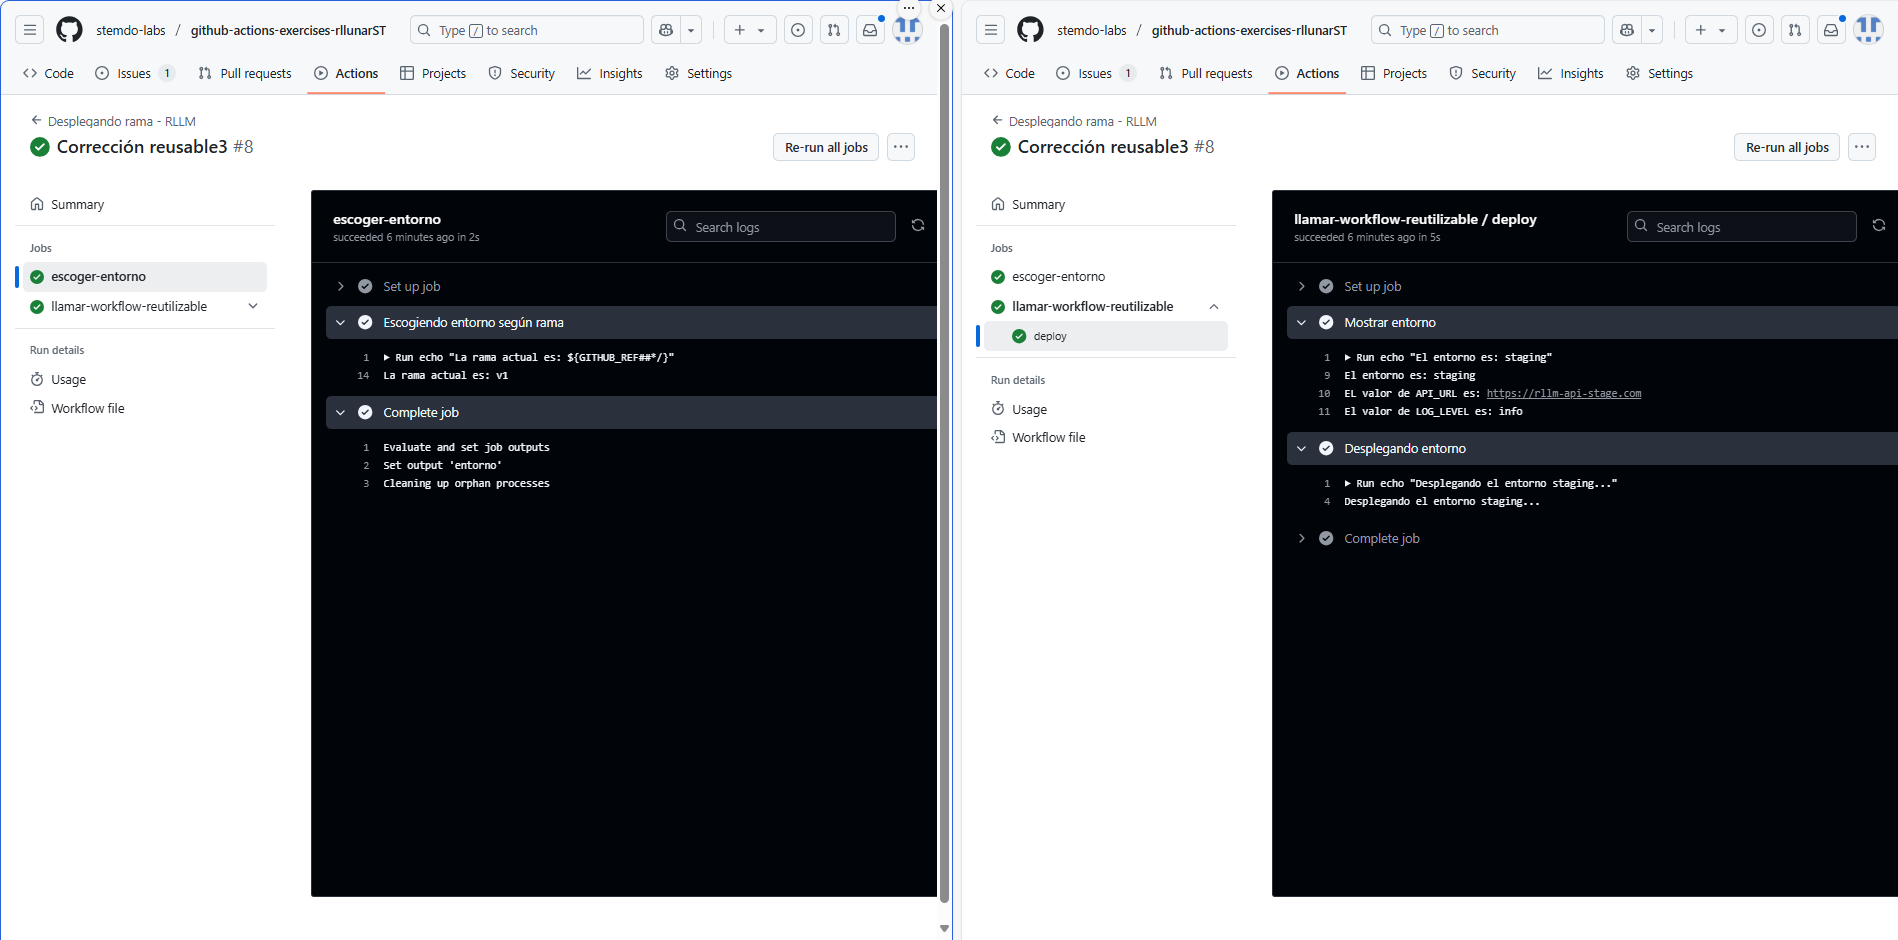 stemdo-labs / github-actions-exercises-rllunarST
Type / to search
Code
Issues 1
Pull requests
Actions
Projects
Security
Insights
Settings
Desplegando rama - RLLM
Corrección reusable3 #8
Re-run all jobs
Summary
Jobs
escoger-entorno
llamar-workflow-reutilizable
Run details
Usage
Workflow file
escoger-entorno
succeeded 6 minutes ago in 2s
Search logs
Set up job
Escogiendo entorno según rama
1 Run echo "La rama actual es: ${GITHUB_REF##*/}"
14 La rama actual es: v1
Complete job
1 Evaluate and set job outputs
2 Set output 'entorno'
3 Cleaning up orphan processes
stemdo-labs / github-actions-exercises-rllunarST
Type / to search
Code
Issues 1
Pull requests
Actions
Projects
Security
Insights
Settings
Desplegando rama - RLLM
Corrección reusable3 #8
Re-run all jobs
Summary
Jobs
escoger-entorno
llamar-workflow-reutilizable
deploy
Run details
Usage
Workflow file
llamar-workflow-reutilizable / deploy
succeeded 6 minutes ago in 5s
Search logs
Set up job
Mostrar entorno
1 Run echo "El entorno es: staging"
9 El entorno es: staging
10 EL valor de API_URL es: https://rllm-api-stage.com
11 El valor de LOG_LEVEL es: info
Desplegando entorno
1 Run echo "Desplegando el entorno staging..."
4 Desplegando el entorno staging...
Complete job